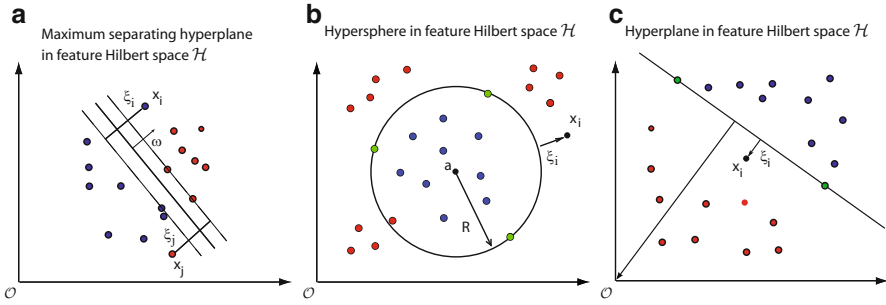 a
Maximum separating hyperplane
in feature Hilbert space ℋ
ξi
xi
ω
ξj
xj
𝒪
b
Hypersphere in feature Hilbert space ℋ
xi
ξi
a
R
𝒪
c
Hyperplane in feature Hilbert space ℋ
xi
ξi
𝒪